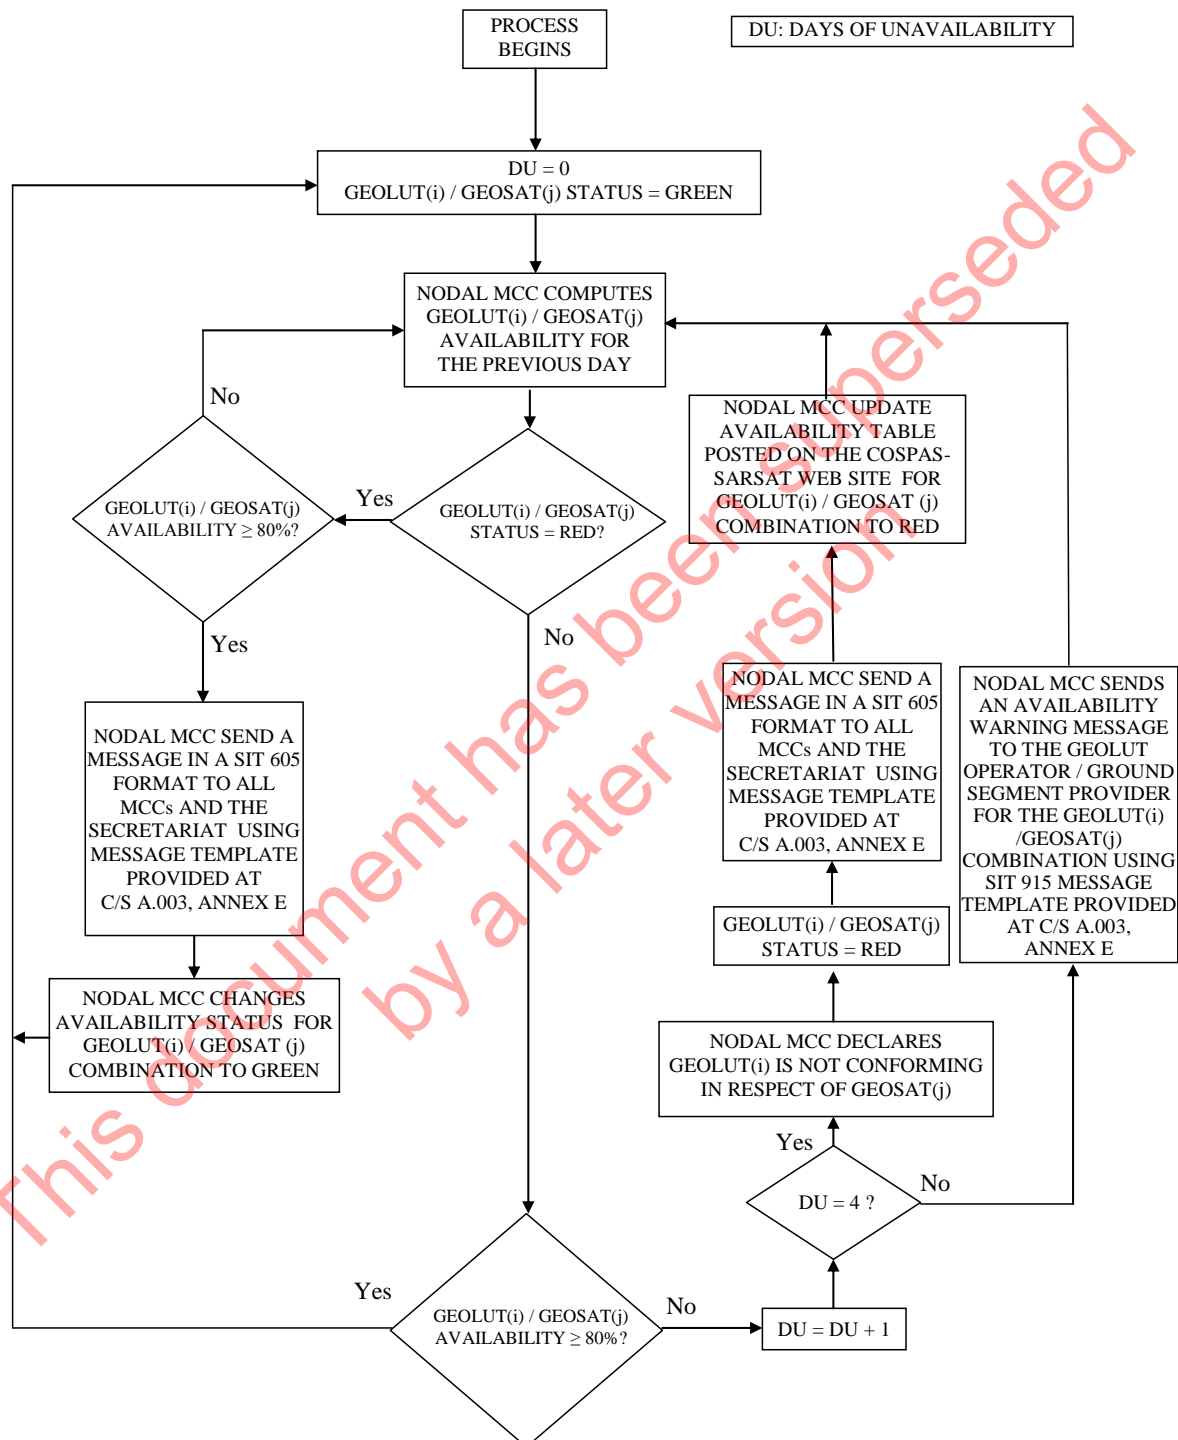 PROCESS
BEGINS
DU: DAYS OF UNAVAILABILITY
DU = 0
GEOLUT(i) / GEOSAT(j) STATUS = GREEN
NODAL MCC COMPUTES
GEOLUT(i) / GEOSAT(j)
AVAILABILITY FOR
THE PREVIOUS DAY
No
GEOLUT(i) / GEOSAT(j)
AVAILABILITY ≥ 80%?
Yes
GEOLUT(i) / GEOSAT(j)
STATUS = RED?
NODAL MCC UPDATE
AVAILABILITY TABLE
POSTED ON THE COSPAS-
SARSAT WEB SITE FOR
GEOLUT(i) / GEOSAT (j)
COMBINATION TO RED
Yes
No
NODAL MCC SEND A
MESSAGE IN A SIT 605
FORMAT TO ALL
MCCs AND THE
SECRETARIAT USING
MESSAGE TEMPLATE
PROVIDED AT
C/S A.003, ANNEX E
NODAL MCC SEND A
MESSAGE IN A SIT 605
FORMAT TO ALL
MCCs AND THE
SECRETARIAT USING
MESSAGE TEMPLATE
PROVIDED AT
C/S A.003, ANNEX E
NODAL MCC SENDS
AN AVAILABILITY
WARNING MESSAGE
TO THE GEOLUT
OPERATOR / GROUND
SEGMENT PROVIDER
FOR THE GEOLUT(i)
/GEOSAT(j)
COMBINATION USING
SIT 915 MESSAGE
TEMPLATE PROVIDED
AT C/S A.003,
ANNEX E
GEOLUT(i) / GEOSAT(j)
STATUS = RED
NODAL MCC CHANGES
AVAILABILITY STATUS FOR
GEOLUT(i) / GEOSAT (j)
COMBINATION TO GREEN
NODAL MCC DECLARES
GEOLUT(i) IS NOT CONFORMING
IN RESPECT OF GEOSAT(j)
Yes
DU = 4 ?
No
Yes
GEOLUT(i) / GEOSAT(j)
AVAILABILITY ≥ 80%?
No
DU = DU + 1
This document has been superseded
by a later version